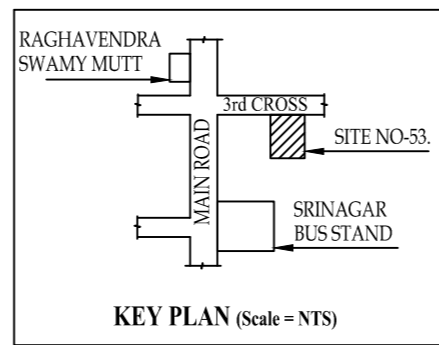 RAGHAVENDRA
SWAMY MUTT
3rd CROSS
SITE NO-53.
MAIN ROAD
SRINAGAR
BUS STAND
KEY PLAN (Scale = NTS)